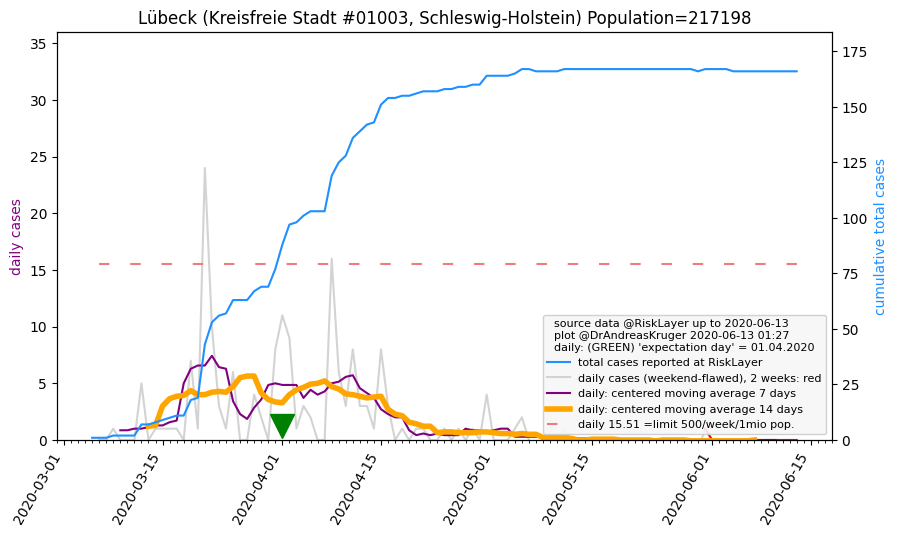 Lübeck (Kreisfreie Stadt #01003, Schleswig-Holstein) Population=217198
daily cases
35
30
25
20
15
10
5
0
175
150
125
100
75
50
25
0
cumulative total cases
source data @RiskLayer up to 2020-06-13
plot @DrAndreasKruger 2020-06-13 01:27
daily: (GREEN) 'expectation day' = 01.04.2020
total cases reported at RiskLayer
daily cases (weekend-flawed), 2 weeks: red
daily: centered moving average 7 days
daily: centered moving average 14 days
daily 15.51 =limit 500/week/1mio pop.
2020-03-01
2020-03-15
2020-04-01
2020-04-15
2020-05-01
2020-05-15
2020-06-01
2020-06-15